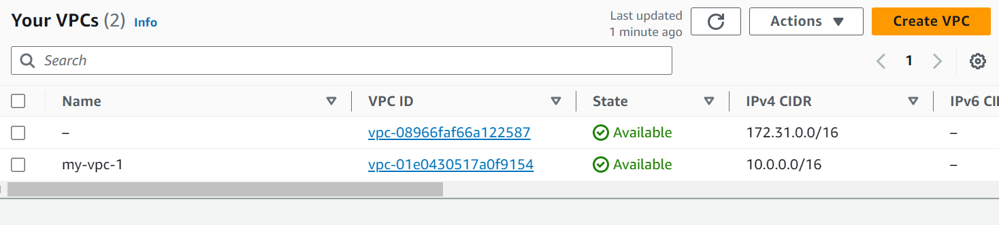 Your VPCs (2) Info
Last updated
1 minute ago
Actions
Create VPC
Search
1
Name VPC ID State IPv4 CIDR IPv6 CI
– vpc-08966faf66a122587 Available 172.31.0.0/16 –
my-vpc-1 vpc-01e0430517a0f9154 Available 10.0.0.0/16 –